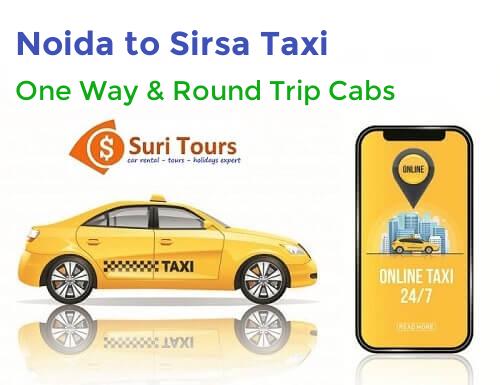 Noida to Sirsa Taxi
One Way & Round Trip Cabs
$ Suri Tours
car rental - tours - holidays expert
TAXI
ONLINE
ONLINE TAXI
24/7
READ MORE